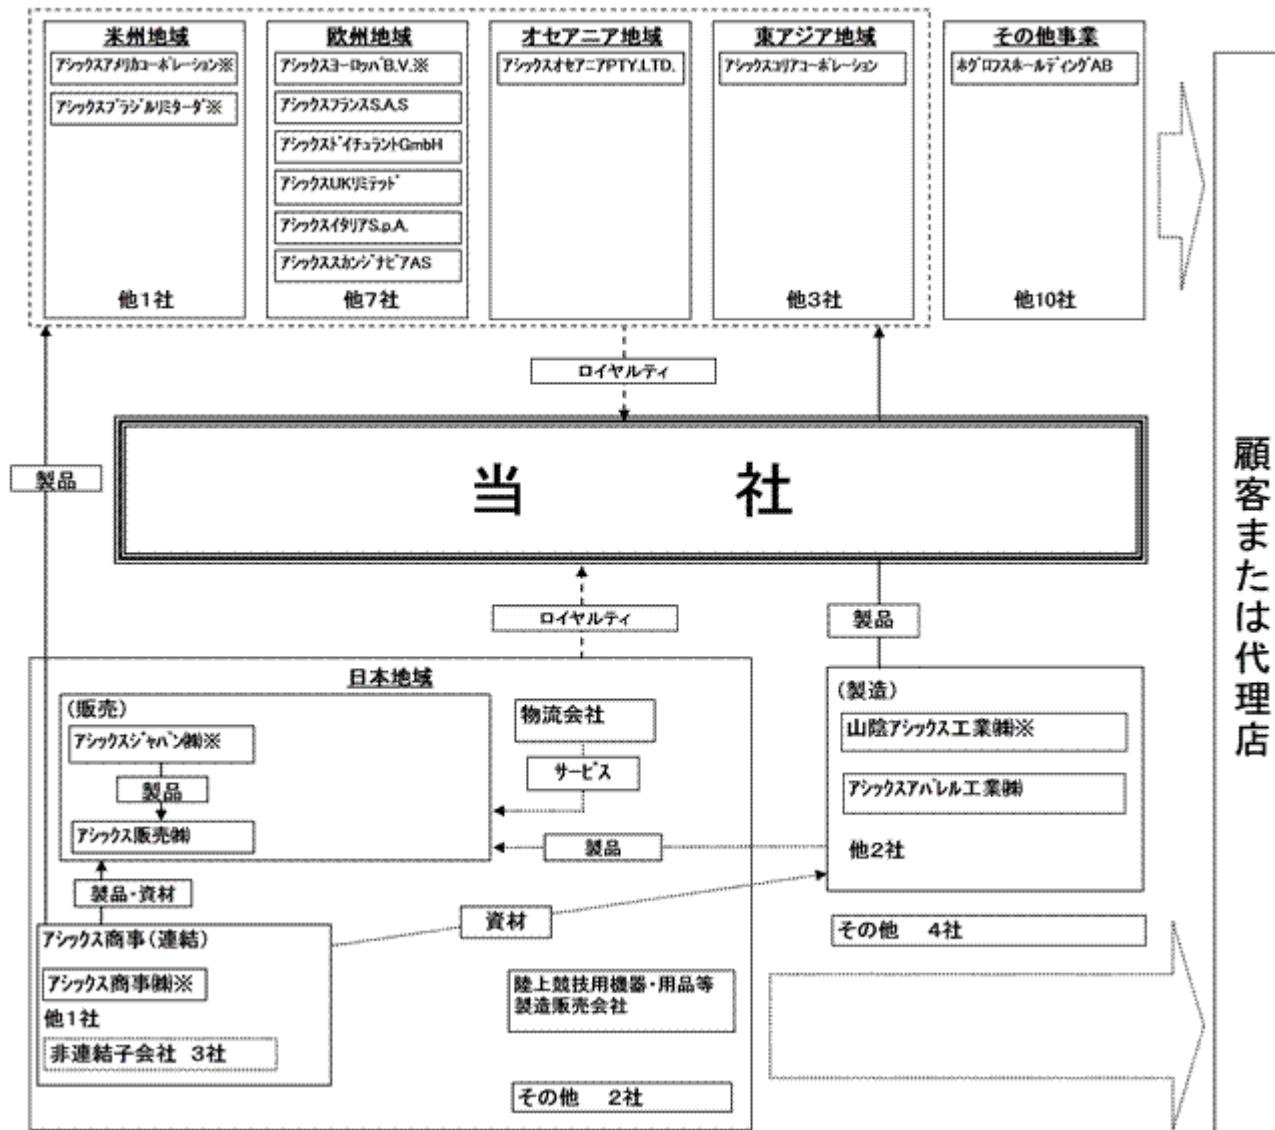 米州地域
アシックスアメリカコーポレーション※
アシックスブラジルリミターダ※
他1社
欧州地域
アシックスヨーロッパB.V.※
アシックスフランスS.A.S
アシックスドイチュラントGmbH
アシックスUKリミテッド
アシックスイタリアS.p.A.
アシックススカンジナビアAS
他7社
オセアニア地域
アシックスオセアニアPTY.LTD.
東アジア地域
アシックスコリアコーポレーション
他3社
その他事業
ホグロフスホールディングAB
他10社
ロイヤルティ
製品
当社
顧客または代理店
ロイヤルティ
製品
日本地域
(販売)
アシックスジャパン㈱※
製品
アシックス販売㈱
物流会社
サービス
製品
(製造)
山陰アシックス工業㈱※
アシックスアパレル工業㈱
他2社
製品・資材
資材
その他 4社
アシックス商事(連結)
アシックス商事㈱※
他1社
非連結子会社 3社
陸上競技用機器・用品等
製造販売会社
その他 2社